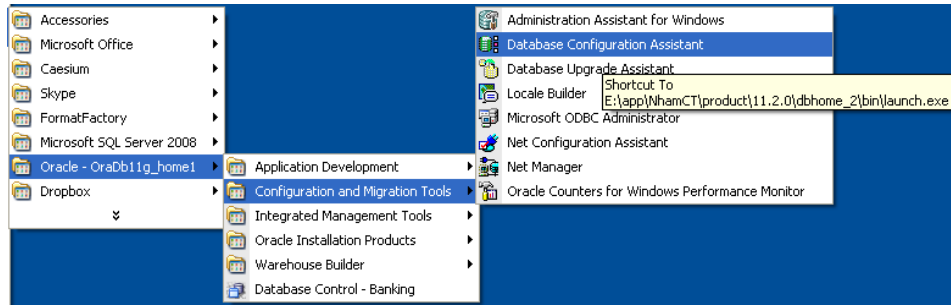 Accessories
Microsoft Office
Caesium
Skype
FormatFactory
Microsoft SQL Server 2008
Oracle - OraDb11g_home1
Dropbox
Application Development
Configuration and Migration Tools
Integrated Management Tools
Oracle Installation Products
Warehouse Builder
Database Control - Banking
Administration Assistant for Windows
Database Configuration Assistant
Database Upgrade Assistant
Shortcut To
E:\app\NhamCT\product\11.2.0\dbhome_2\bin\launch.exe
Locale Builder
Microsoft ODBC Administrator
Net Configuration Assistant
Net Manager
Oracle Counters for Windows Performance Monitor